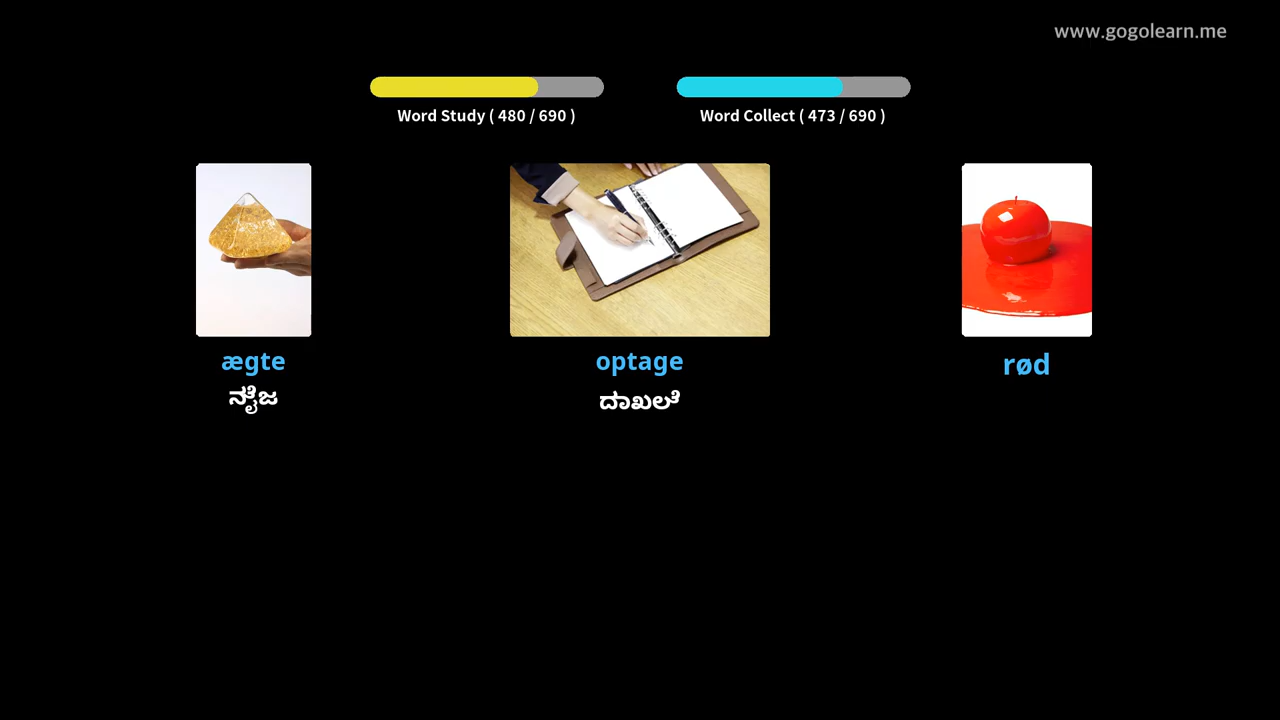 www.gogolearn.me
Word Study ( 480 / 690 )
Word Collect ( 473 / 690 )
ægte
optage
rød
ನೈಜ
ದಾಖಲೆ